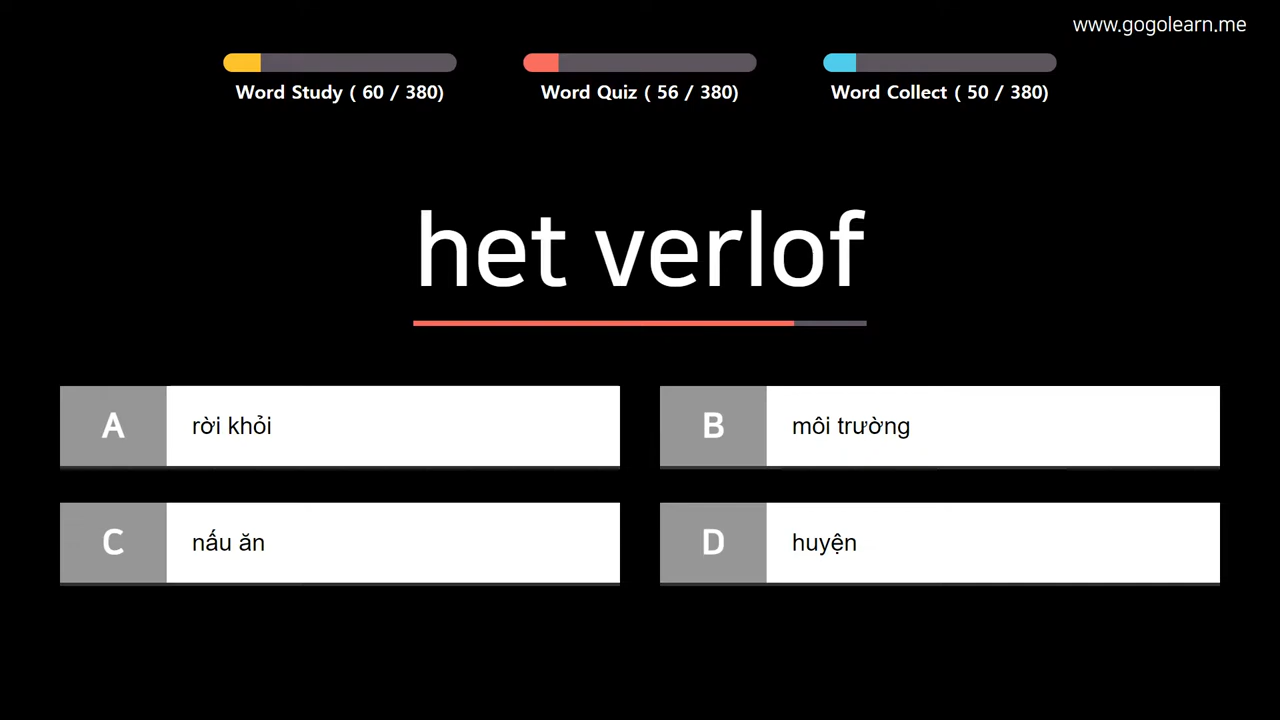 www.gogolearn.me
Word Study ( 60 / 380)
Word Quiz ( 56 / 380)
Word Collect ( 50 / 380)
het verlof
A rời khỏi
B môi trường
C nấu ăn
D huyện